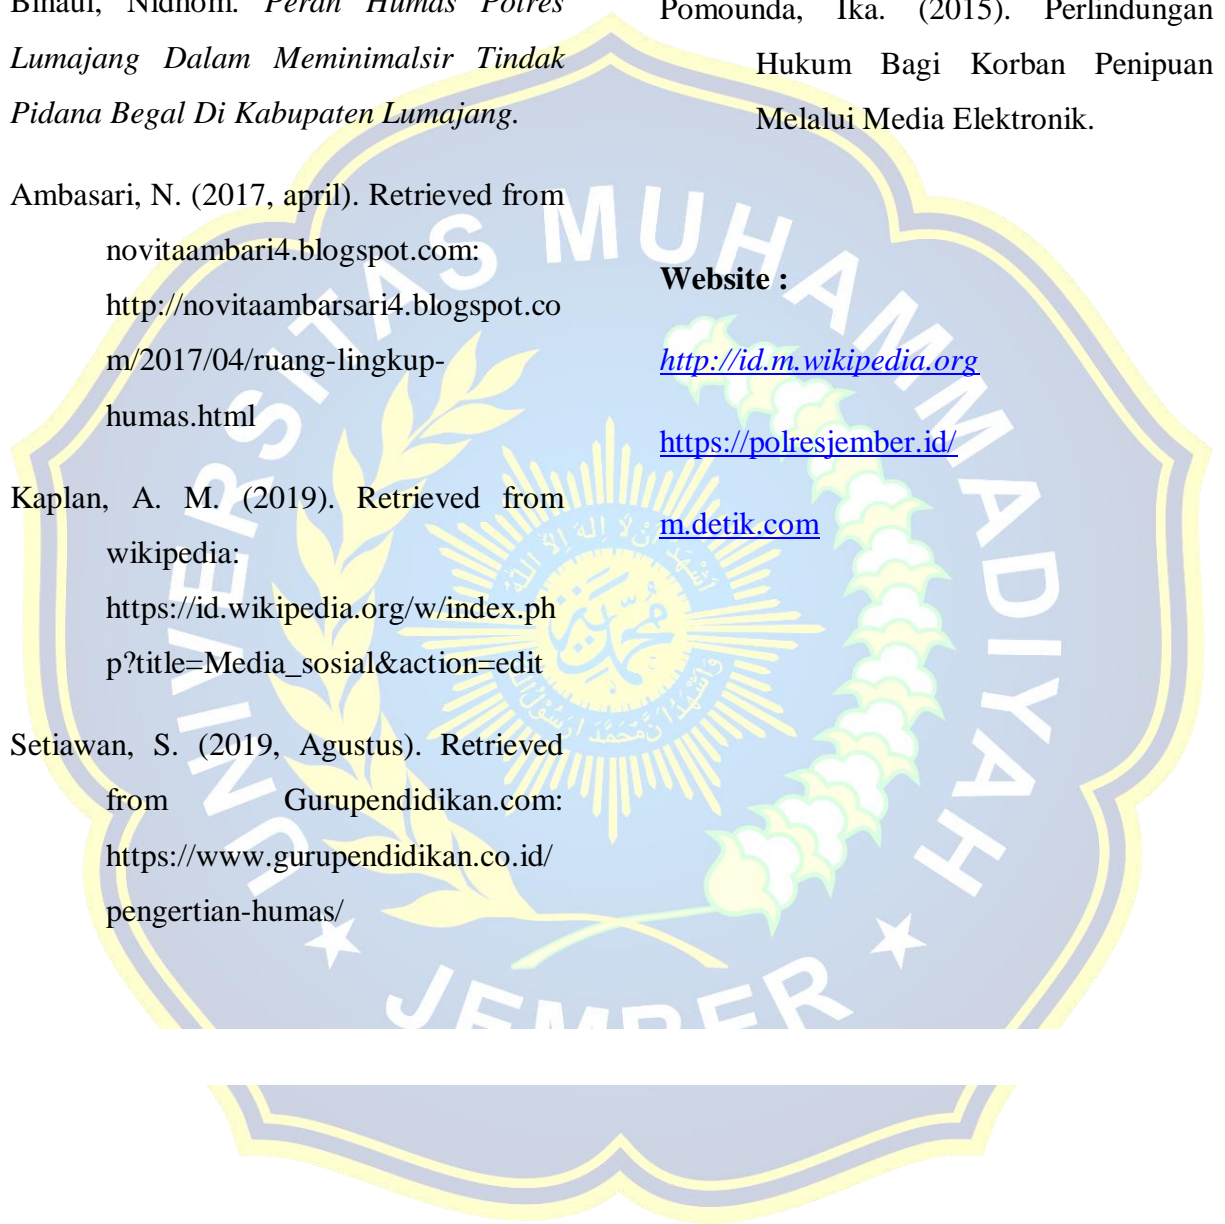 Binaul, Nidhom. Peran Humas Polres
Lumajang Dalam Meminimalsir Tindak
Pidana Begal Di Kabupaten Lumajang.
Ambasari, N. (2017, april). Retrieved from
novitaambari4.blogspot.com:
http://novitaambarsari4.blogspot.co
m/2017/04/ruang-lingkup-
humas.html
Kaplan, A. M. (2019). Retrieved from
wikipedia:
https://id.wikipedia.org/w/index.ph
p?title=Media_sosial&action=edit
Setiawan, S. (2019, Agustus). Retrieved
from Gurupendidikan.com:
https://www.gurupendidikan.co.id/
pengertian-humas/
Pomounda, Ika. (2015). Perlindungan
Hukum Bagi Korban Penipuan
Melalui Media Elektronik.
Website :
http://id.m.wikipedia.org
https://polresjember.id/
m.detik.com
UNIVERSITAS MUHAMMADIYAH
JEMBER